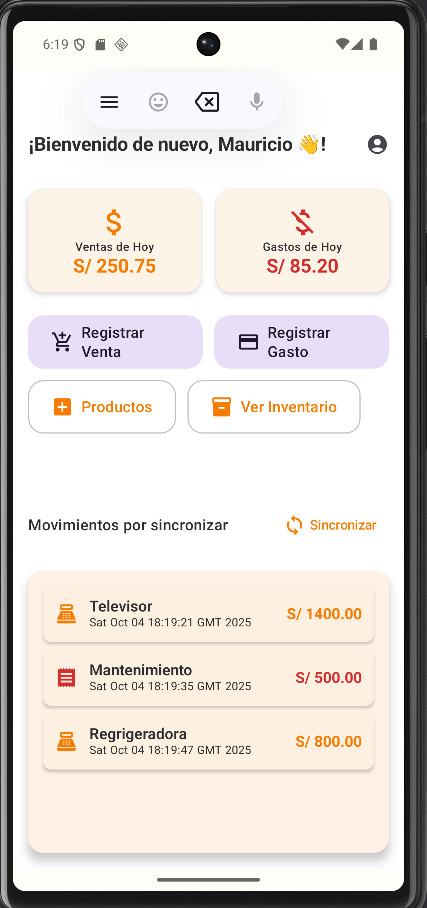 6:19
¡Bienvenido de nuevo, Mauricio 👋!
Ventas de Hoy
S/ 250.75
Gastos de Hoy
S/ 85.20
Registrar
Venta
Registrar
Gasto
Productos
Ver Inventario
Movimientos por sincronizar
Sincronizar
Televisor
Sat Oct 04 18:19:21 GMT 2025
S/ 1400.00
Mantenimiento
Sat Oct 04 18:19:35 GMT 2025
S/ 500.00
Regrigeradora
Sat Oct 04 18:19:47 GMT 2025
S/ 800.00